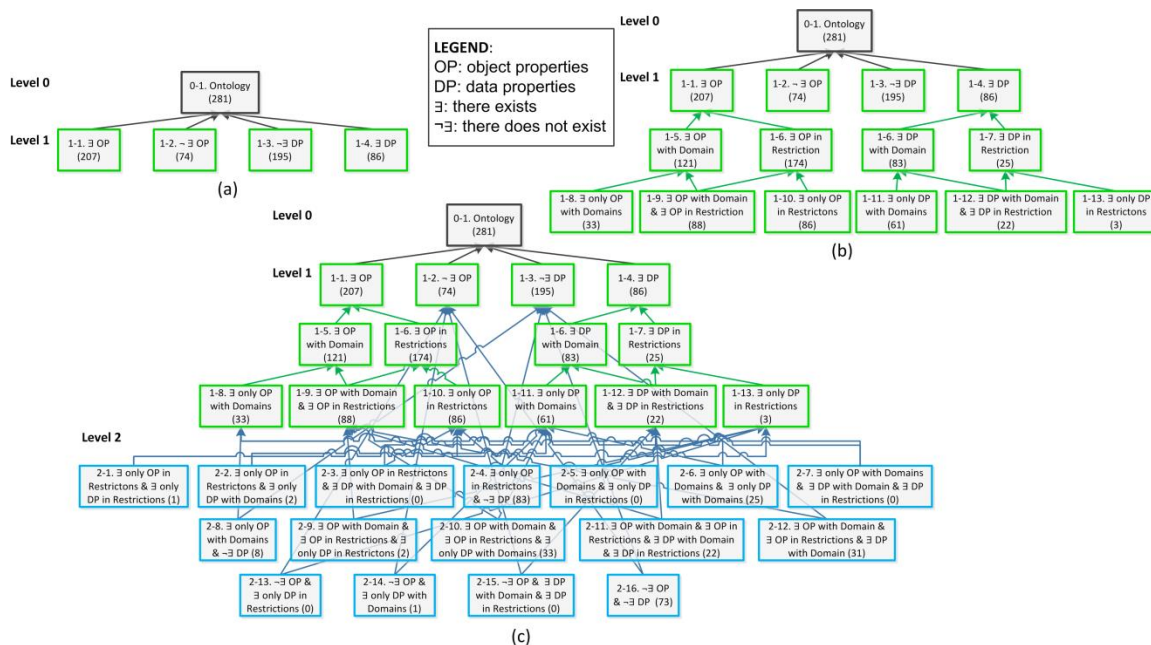 Level 0
0-1. Ontology
(281)
Level 1
1-1. ∃ OP
(207)
1-2. ¬ ∃ OP
(74)
1-3. ¬∃ DP
(195)
1-4. ∃ DP
(86)
(a)
LEGEND:
OP: object properties
DP: data properties
∃: there exists
¬∃: there does not exist
Level 0
0-1. Ontology
(281)
Level 1
1-1. ∃ OP
(207)
1-2. ¬ ∃ OP
(74)
1-3. ¬∃ DP
(195)
1-4. ∃ DP
(86)
1-5. ∃ OP
with Domain
(121)
1-6. ∃ OP in
Restriction
(174)
1-6. ∃ DP
with Domain
(83)
1-7. ∃ DP in
Restriction
(25)
1-8. ∃ only OP
with Domains
(33)
1-9. ∃ OP with Domain
& ∃ OP in Restriction
(88)
1-10. ∃ only OP
in Restrictons
(86)
1-11. ∃ only DP
with Domains
(61)
1-12. ∃ DP with Domain
& ∃ DP in Restriction
(22)
1-13. ∃ only DP
in Restrictons
(3)
(b)
Level 0
0-1. Ontology
(281)
Level 1
1-1. ∃ OP
(207)
1-2. ¬ ∃ OP
(74)
1-3. ¬∃ DP
(195)
1-4. ∃ DP
(86)
1-5. ∃ OP
with Domain
(121)
1-6. ∃ OP in
Restrictions
(174)
1-6. ∃ DP
with Domain
(83)
1-7. ∃ DP in
Restrictions
(25)
1-8. ∃ only OP
with Domains
(33)
1-9. ∃ OP with Domain
& ∃ OP in Restrictions
(88)
1-10. ∃ only OP
in Restrictons
(86)
1-11. ∃ only DP
with Domains
(61)
1-12. ∃ DP with Domain
& ∃ DP in Restrictions
(22)
1-13. ∃ only DP
in Restrictions
(3)
Level 2
2-1. ∃ only OP in
Restrictons & ∃ only
DP in Restrictions (1)
2-2. ∃ only OP in
Restrictons & ∃ only
DP with Domains (2)
2-3. ∃ only OP in Restrictons
& ∃ DP with Domain & ∃ DP
in Restrictions (0)
2-4. ∃ only OP
in Restrictions
& ¬∃ DP (83)
2-5. ∃ only OP with
Domains & ∃ only DP
in Restrictions (0)
2-6. ∃ only OP with
Domains & ∃ only DP
with Domains (25)
2-7. ∃ only OP with Domains
& ∃ DP with Domain & ∃ DP
in Restrictions (0)
2-8. ∃ only OP
with Domains
& ¬∃ DP (8)
2-9. ∃ OP with Domain &
∃ OP in Restrictions & ∃
only DP in Restrictions (2)
2-10. ∃ OP with Domain &
∃ OP in Restrictions & ∃
only DP with Domains (33)
2-11. ∃ OP with Domain & ∃ OP in
Restrictions & ∃ DP with Domain
& ∃ DP in Restrictions (22)
2-12. ∃ OP with Domain &
∃ OP in Restrictions & ∃ DP
with Domain (31)
2-13. ¬∃ OP &
∃ only DP in
Restrictions (0)
2-14. ¬∃ OP &
∃ only DP with
Domains (1)
2-15. ¬∃ OP & ∃ DP
with Domain & ∃ DP
in Restrictions (0)
2-16. ¬∃ OP
& ¬∃ DP (73)
(c)